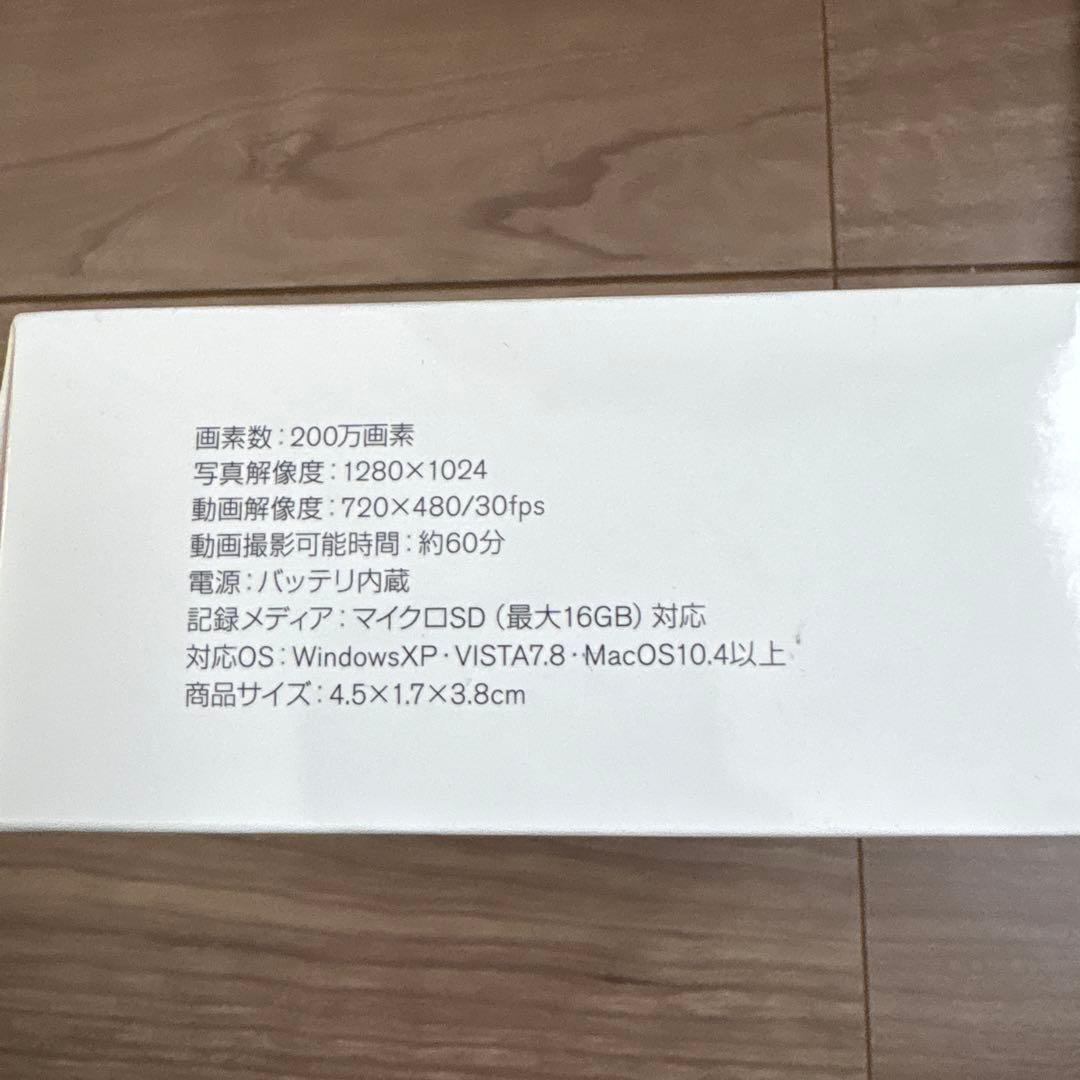 画素数:200万画素
写真解像度:1280×1024
動画解像度:720×480/30fps
動画撮影可能時間:約60分
電源:バッテリ内蔵
記録メディア:マイクロSD(最大16GB)対応
対応OS:WindowsXP・VISTA7.8・MacOS10.4以上
商品サイズ:4.5×1.7×3.8cm